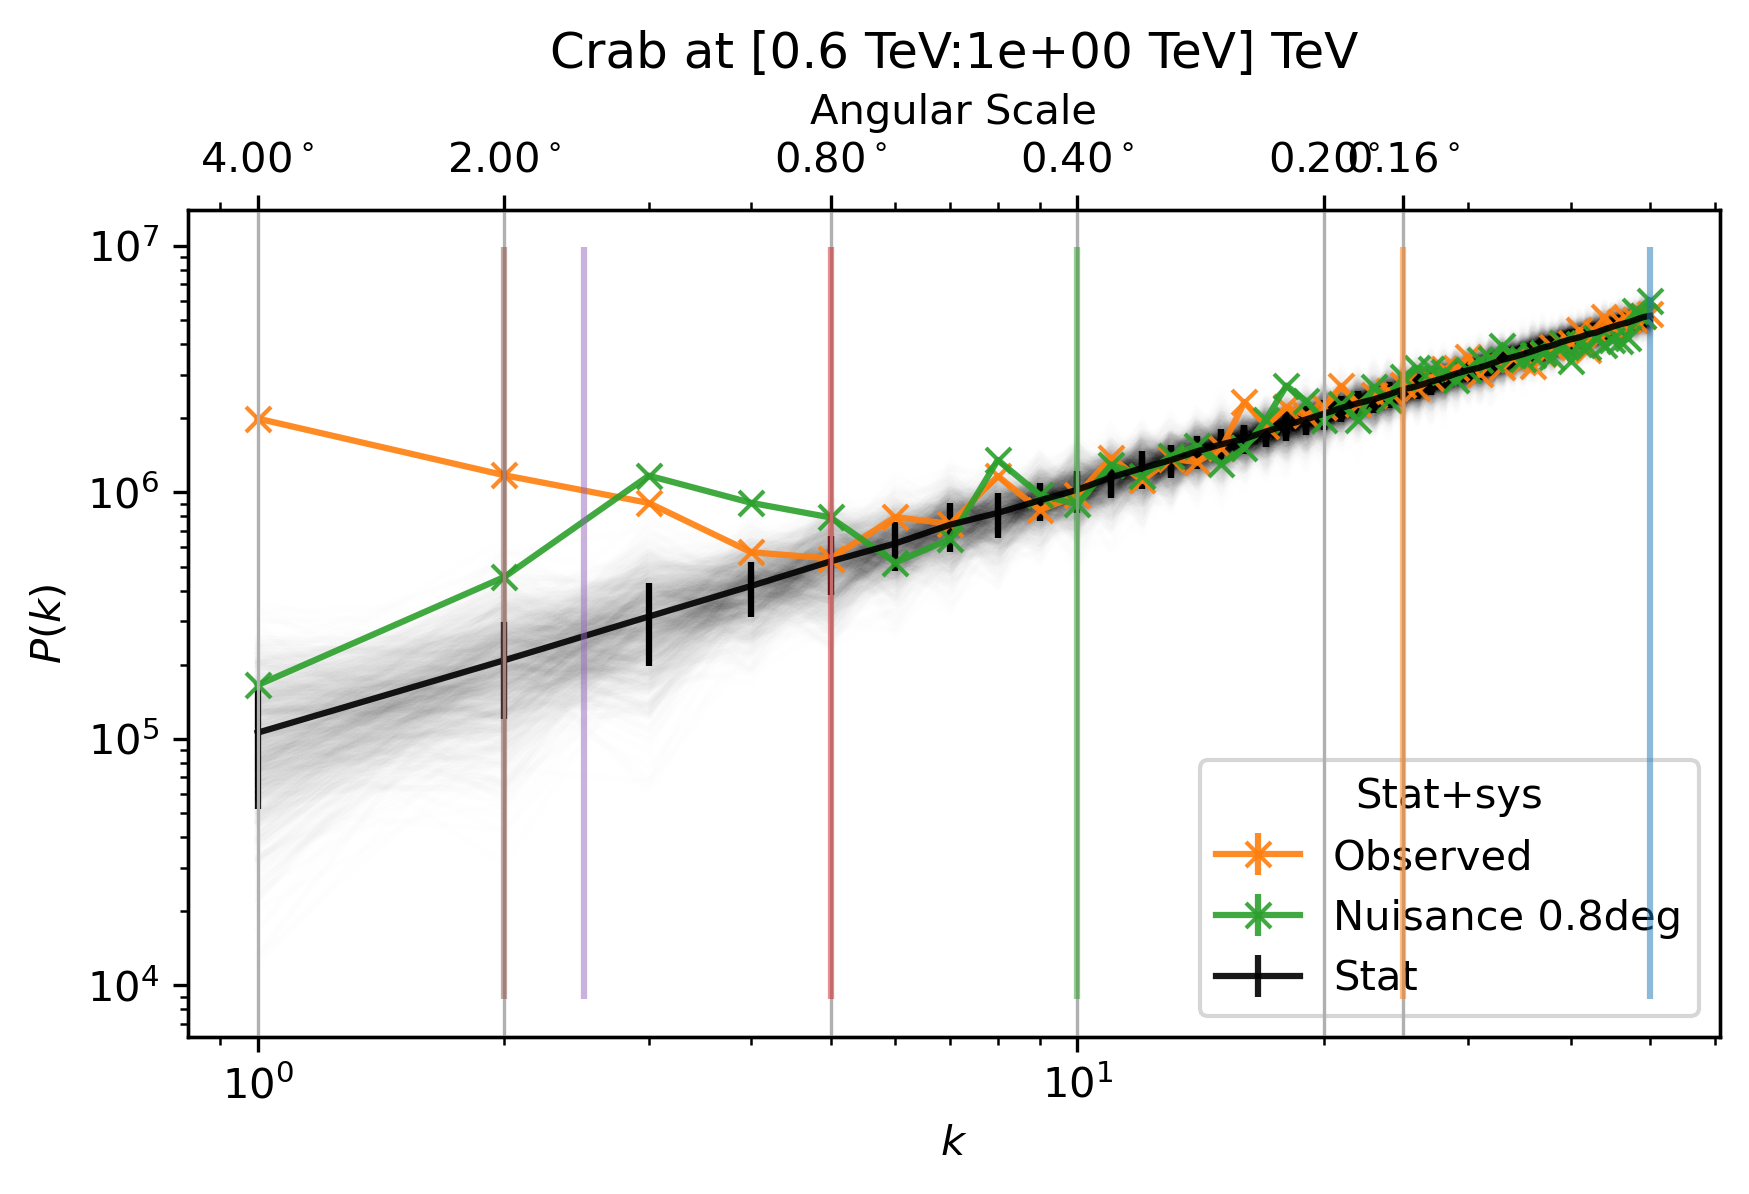 Crab at [0.6 TeV:1e+00 TeV] TeV
Angular Scale
4.00° 2.00° 0.80° 0.40° 0.20° 0.16°
10⁷
10⁶
10⁵
10⁴
P(k)
Stat+sys
Observed
Nuisance 0.8deg
Stat
10⁰ 10¹
k